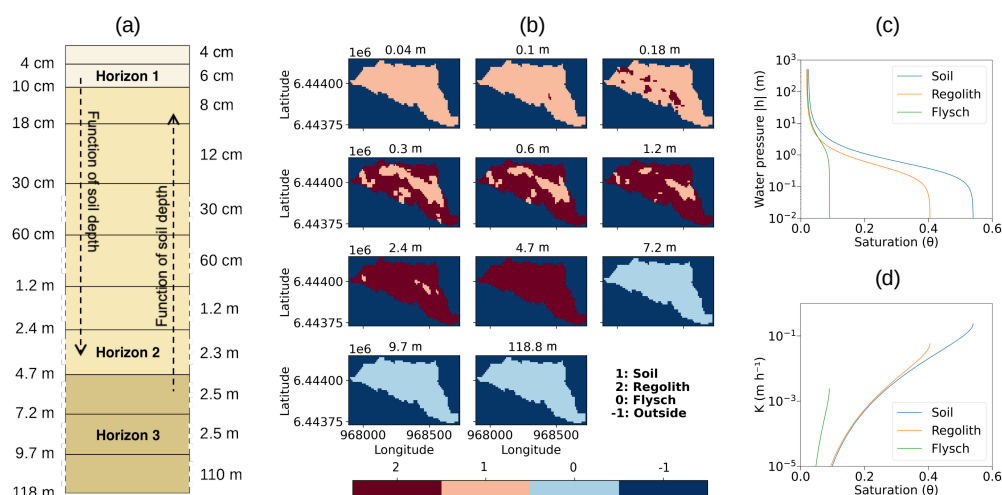 (a)
4 cm
10 cm
18 cm
30 cm
60 cm
1.2 m
2.4 m
4.7 m
7.2 m
9.7 m
118 m
Horizon 1
Horizon 2
Horizon 3
Function of soil depth
Function of soil depth
4 cm
6 cm
8 cm
12 cm
30 cm
60 cm
1.2 m
2.3 m
2.5 m
2.5 m
110 m
(b)
1e6
0.04 m
0.1 m
0.18 m
Latitude
6.44400
6.44375
1e6
0.3 m
0.6 m
1.2 m
Latitude
6.44400
6.44375
1e6
2.4 m
4.7 m
7.2 m
Latitude
6.44400
6.44375
1e6
9.7 m
118.8 m
Latitude
6.44400
6.44375
968000
968500
968000
968500
Longitude
Longitude
1: Soil
2: Regolith
0: Flysch
-1: Outside
2
1
0
-1
(c)
Water pressure |h| (m)
10³
10²
10¹
10⁰
10⁻¹
10⁻²
Soil
Regolith
Flysch
0.0
0.2
0.4
0.6
Saturation (θ)
(d)
K (m h⁻¹)
10⁻¹
10⁻³
10⁻⁵
Soil
Regolith
Flysch
0.0
0.2
0.4
0.6
Saturation (θ)